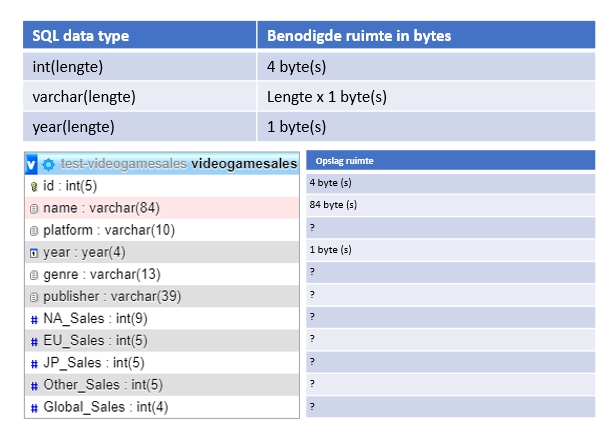 SQL data type Benodigde ruimte in bytes
int(lengte) 4 byte(s)
varchar(lengte) Lengte x 1 byte(s)
year(lengte) 1 byte(s)
v test-videogamesales videogamesales Opslag ruimte
id : int(5) 4 byte (s)
name : varchar(84) 84 byte (s)
platform : varchar(10) ?
year : year(4) 1 byte (s)
genre : varchar(13) ?
publisher : varchar(39) ?
# NA_Sales : int(9) ?
# EU_Sales : int(5) ?
# JP_Sales : int(5) ?
# Other_Sales : int(5) ?
# Global_Sales : int(4) ?